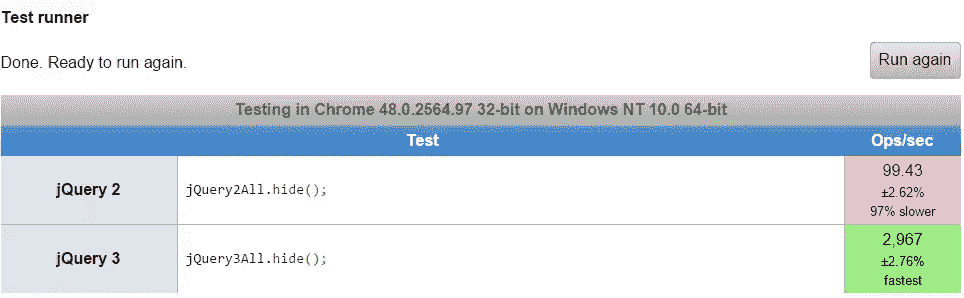 Test runner
Done. Ready to run again.
Run again
Testing in Chrome 48.0.2564.97 32-bit on Windows NT 10.0 64-bit
Test Ops/sec
jQuery 2 jQuery2All.hide(); 99.43
±2.62%
97% slower
jQuery 3 jQuery3All.hide(); 2,967
±2.76%
fastest